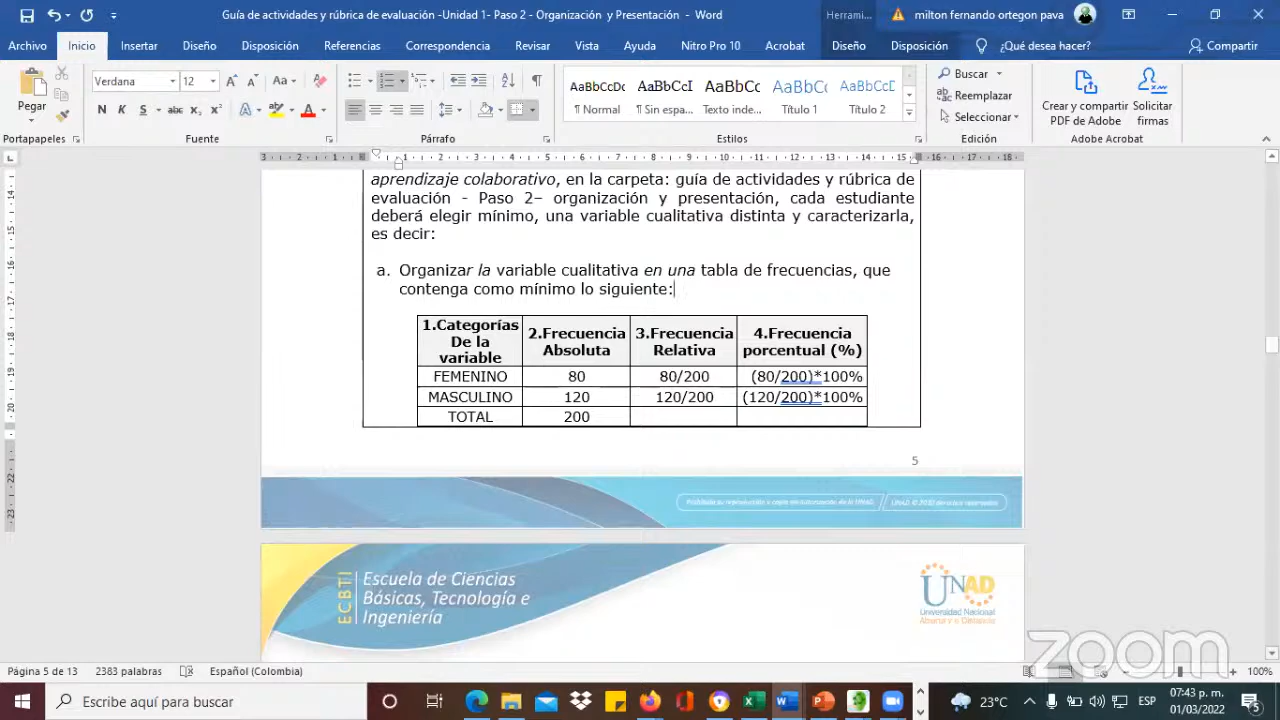 Guía de actividades y rúbrica de evaluación -Unidad 1- Paso 2 - Organización y Presentación - Word
Herrami...
milton fernando ortegon pava
Archivo Inicio Insertar Diseño Disposición Referencias Correspondencia Revisar Vista Ayuda Nitro Pro 10 Acrobat Diseño Disposición ¿Qué desea hacer? Compartir
Pegar
Verdana 12
AaBbCcDc AaBbCcI AaBbCc AaBbC AaBbCcD
¶ Normal ¶ Sin espa... Texto inde... Título 1 Título 2
Buscar
Reemplazar
Seleccionar
Crear y compartir PDF de Adobe
Solicitar firmas
Portapapeles Fuente Párrafo Estilos Edición Adobe Acrobat
aprendizaje colaborativo, en la carpeta: guía de actividades y rúbrica de
evaluación - Paso 2– organización y presentación, cada estudiante
deberá elegir mínimo, una variable cualitativa distinta y caracterizarla,
es decir:
a. Organizar la variable cualitativa en una tabla de frecuencias, que
contenga como mínimo lo siguiente:
1.Categorías De la variable 2.Frecuencia Absoluta 3.Frecuencia Relativa 4.Frecuencia porcentual (%)
FEMENINO 80 80/200 (80/200)*100%
MASCULINO 120 120/200 (120/200)*100%
TOTAL 200
5
ECBTI
Escuela de Ciencias
Básicas, Tecnología e
Ingeniería
UNAD
Universidad Nacional
Abierta y a Distancia
zoom
Página 5 de 13 2383 palabras Español (Colombia) 100%
Escribe aquí para buscar
23°C ESP 07:43 p. m.
01/03/2022
5